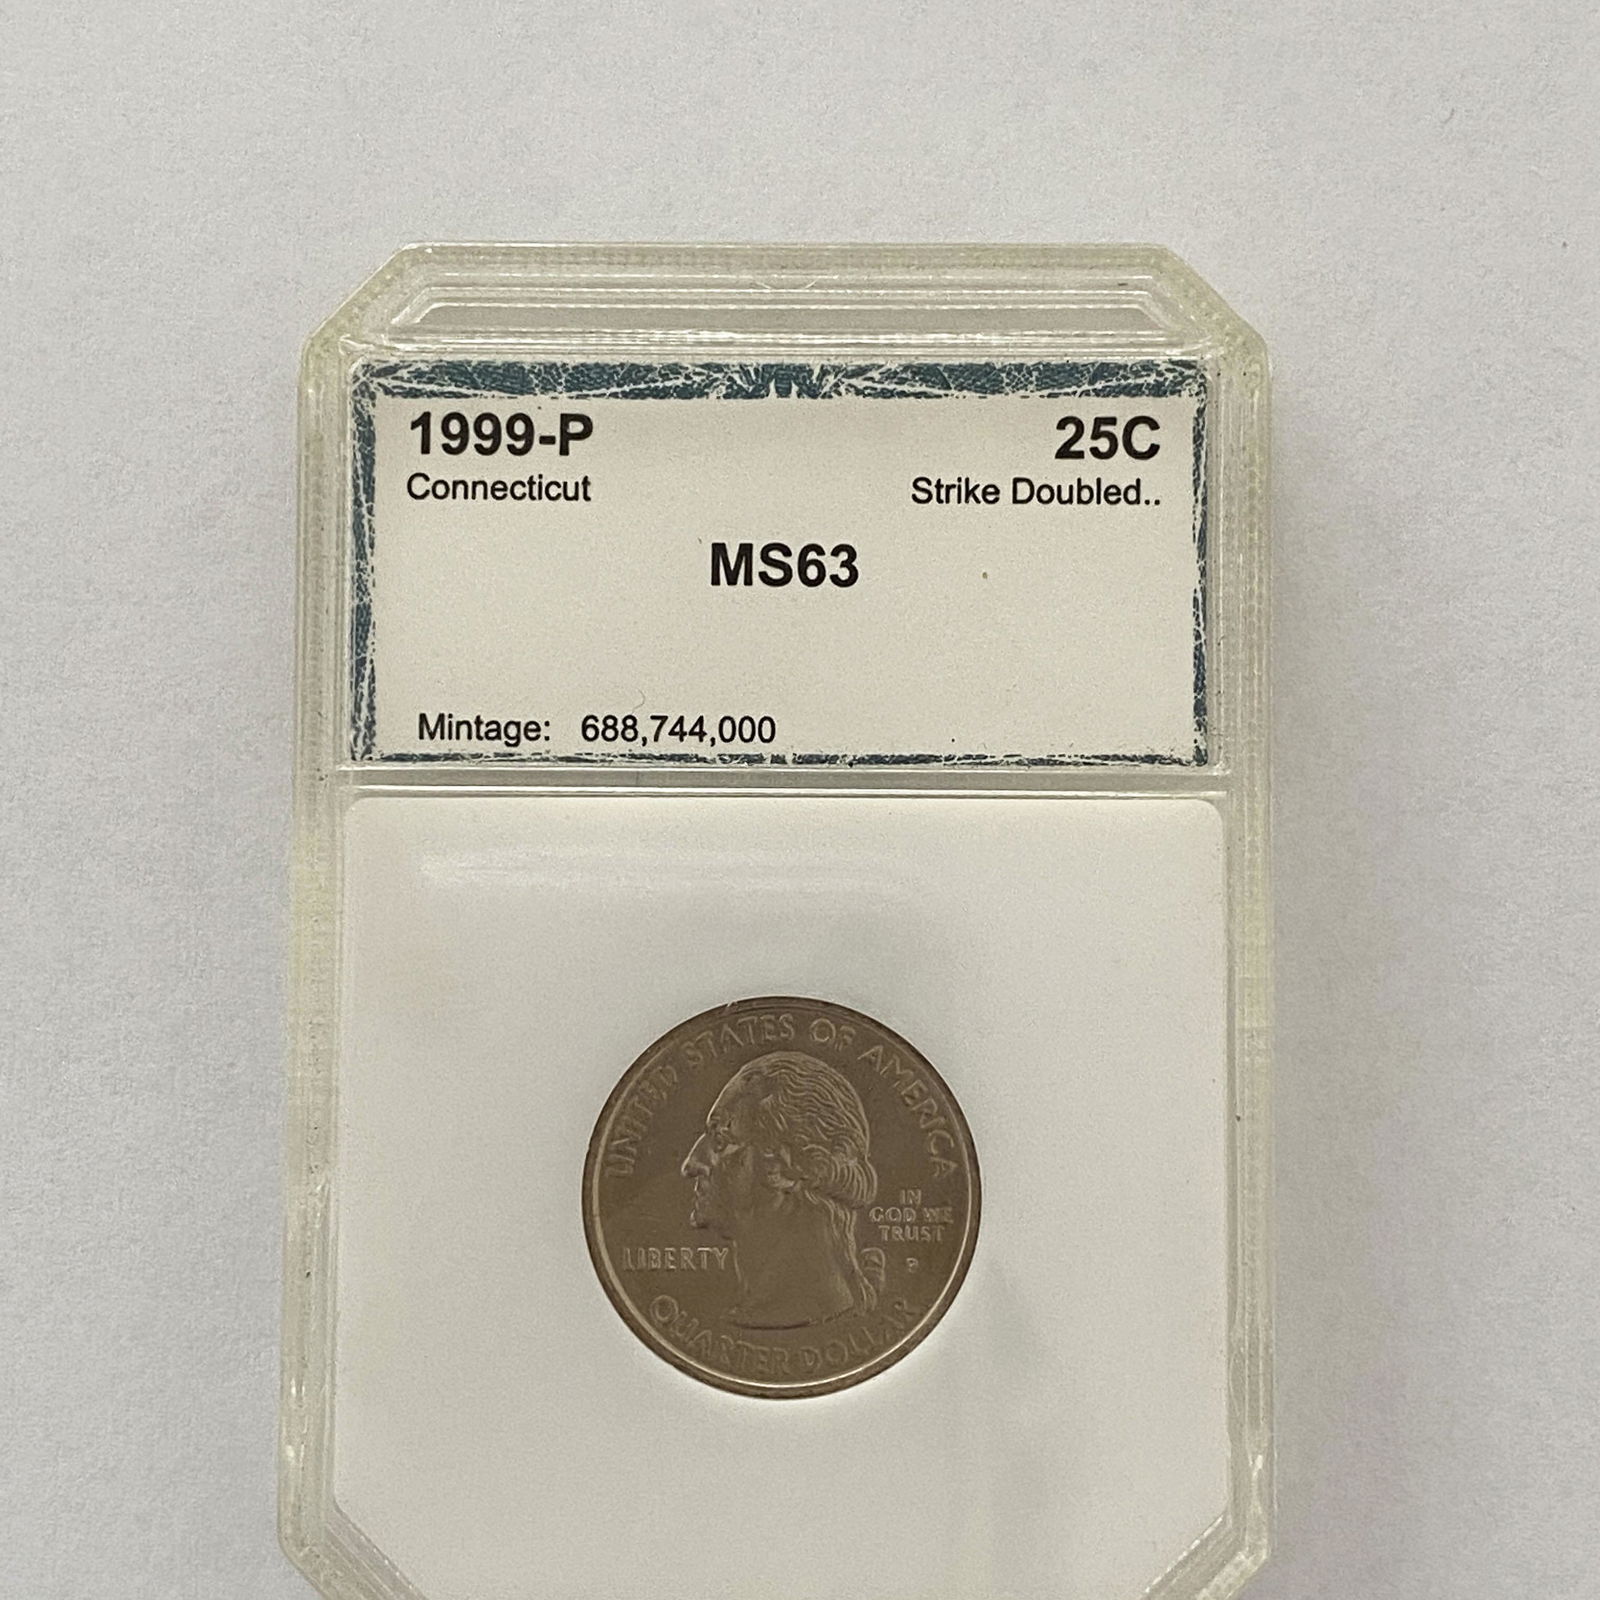 1999-P 25C
Connecticut Strike Doubled..
MS63
Mintage: 688,744,000
UNITED STATES OF AMERICA
IN
GOD WE
TRUST
LIBERTY
P
QUARTER DOLLAR